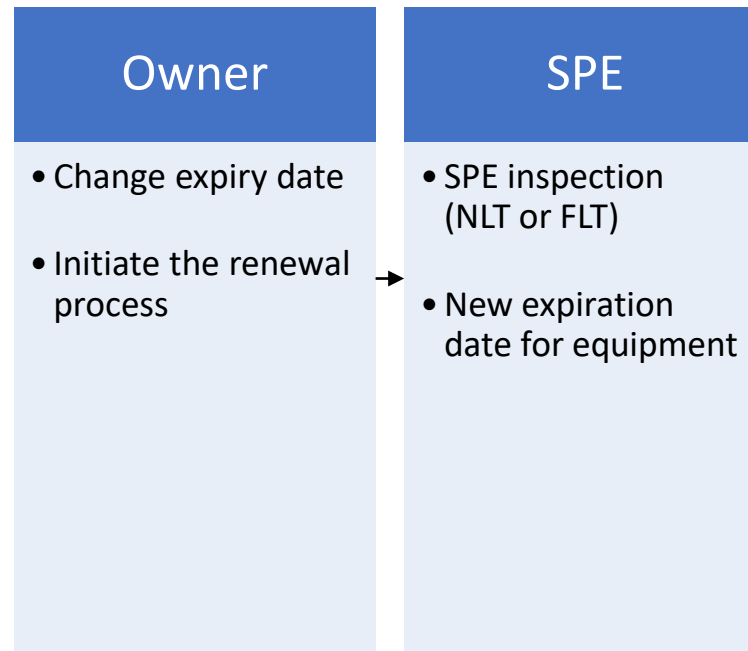 Owner
• Change expiry date
• Initiate the renewal
process
SPE
• SPE inspection
(NLT or FLT)
• New expiration
date for equipment